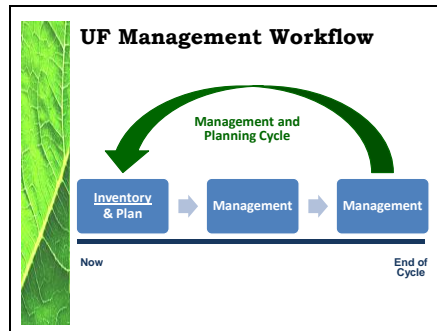 UF Management Workflow
Management and
Planning Cycle
Inventory
& Plan
Management
Management
Now
End of
Cycle